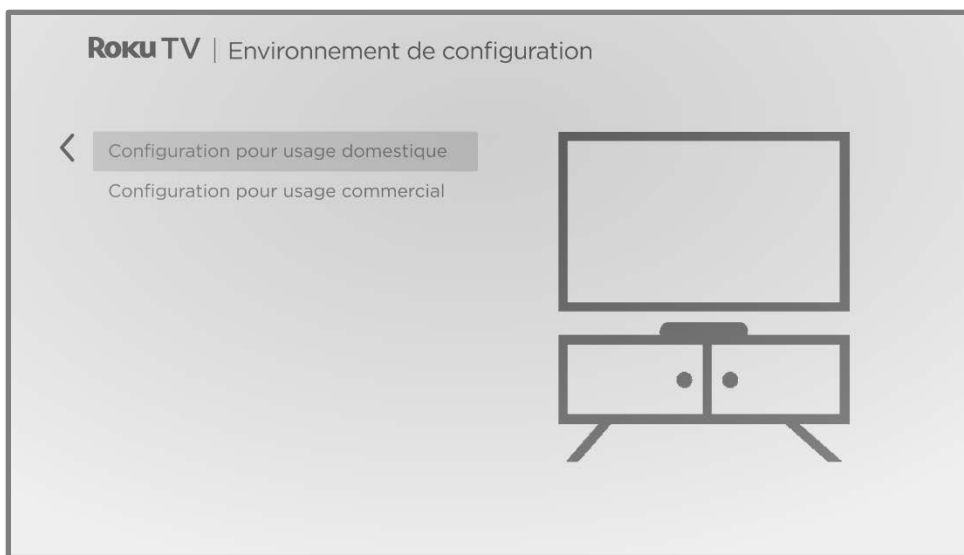 Roku TV | Environnement de configuration
Configuration pour usage domestique
Configuration pour usage commercial